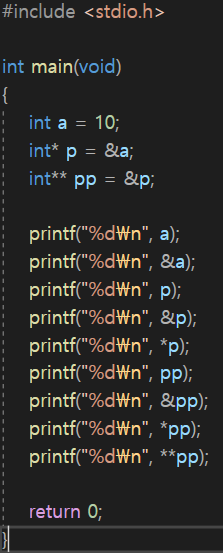 #include <stdio.h>
int main(void)
{
int a = 10;
int* p = &a;
int** pp = &p;
printf("%d₩n", a);
printf("%d₩n", &a);
printf("%d₩n", p);
printf("%d₩n", &p);
printf("%d₩n", *p);
printf("%d₩n", pp);
printf("%d₩n", &pp);
printf("%d₩n", *pp);
printf("%d₩n", **pp);
return 0;
}